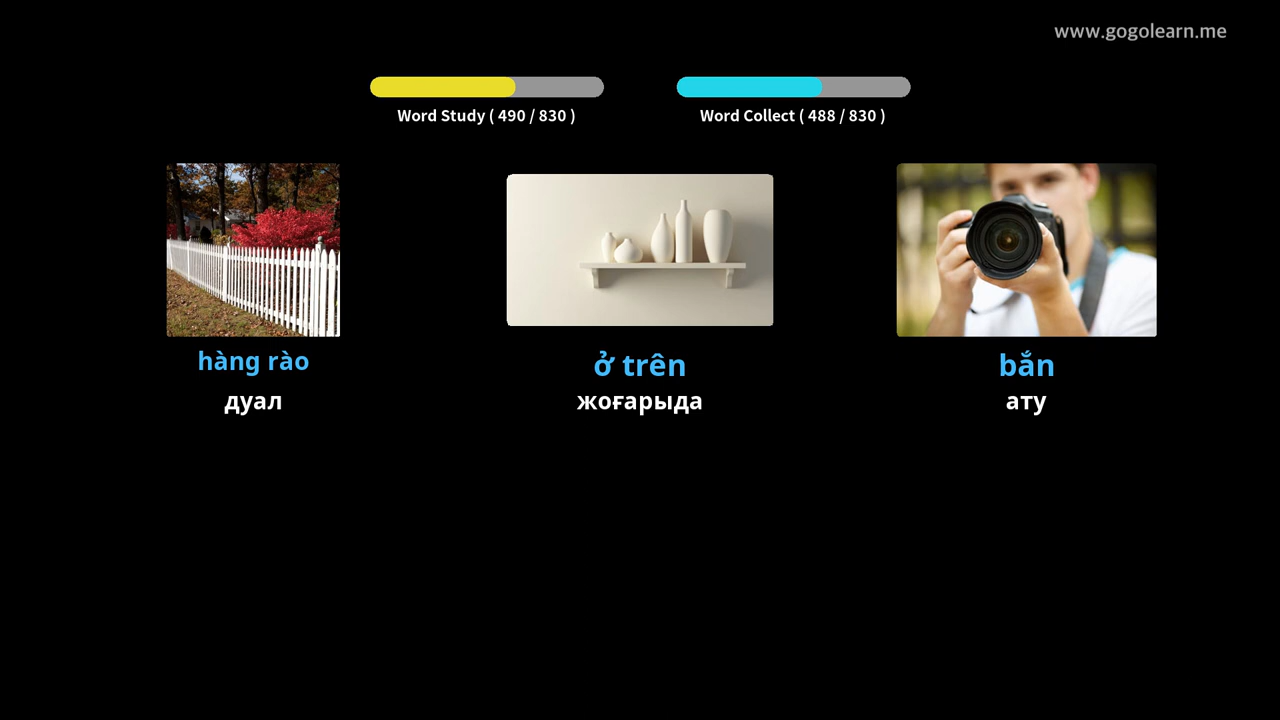 www.gogolearn.me
Word Study ( 490 / 830 )
Word Collect ( 488 / 830 )
hàng rào
ở trên
bắn
дуал
жоғарыда
ату